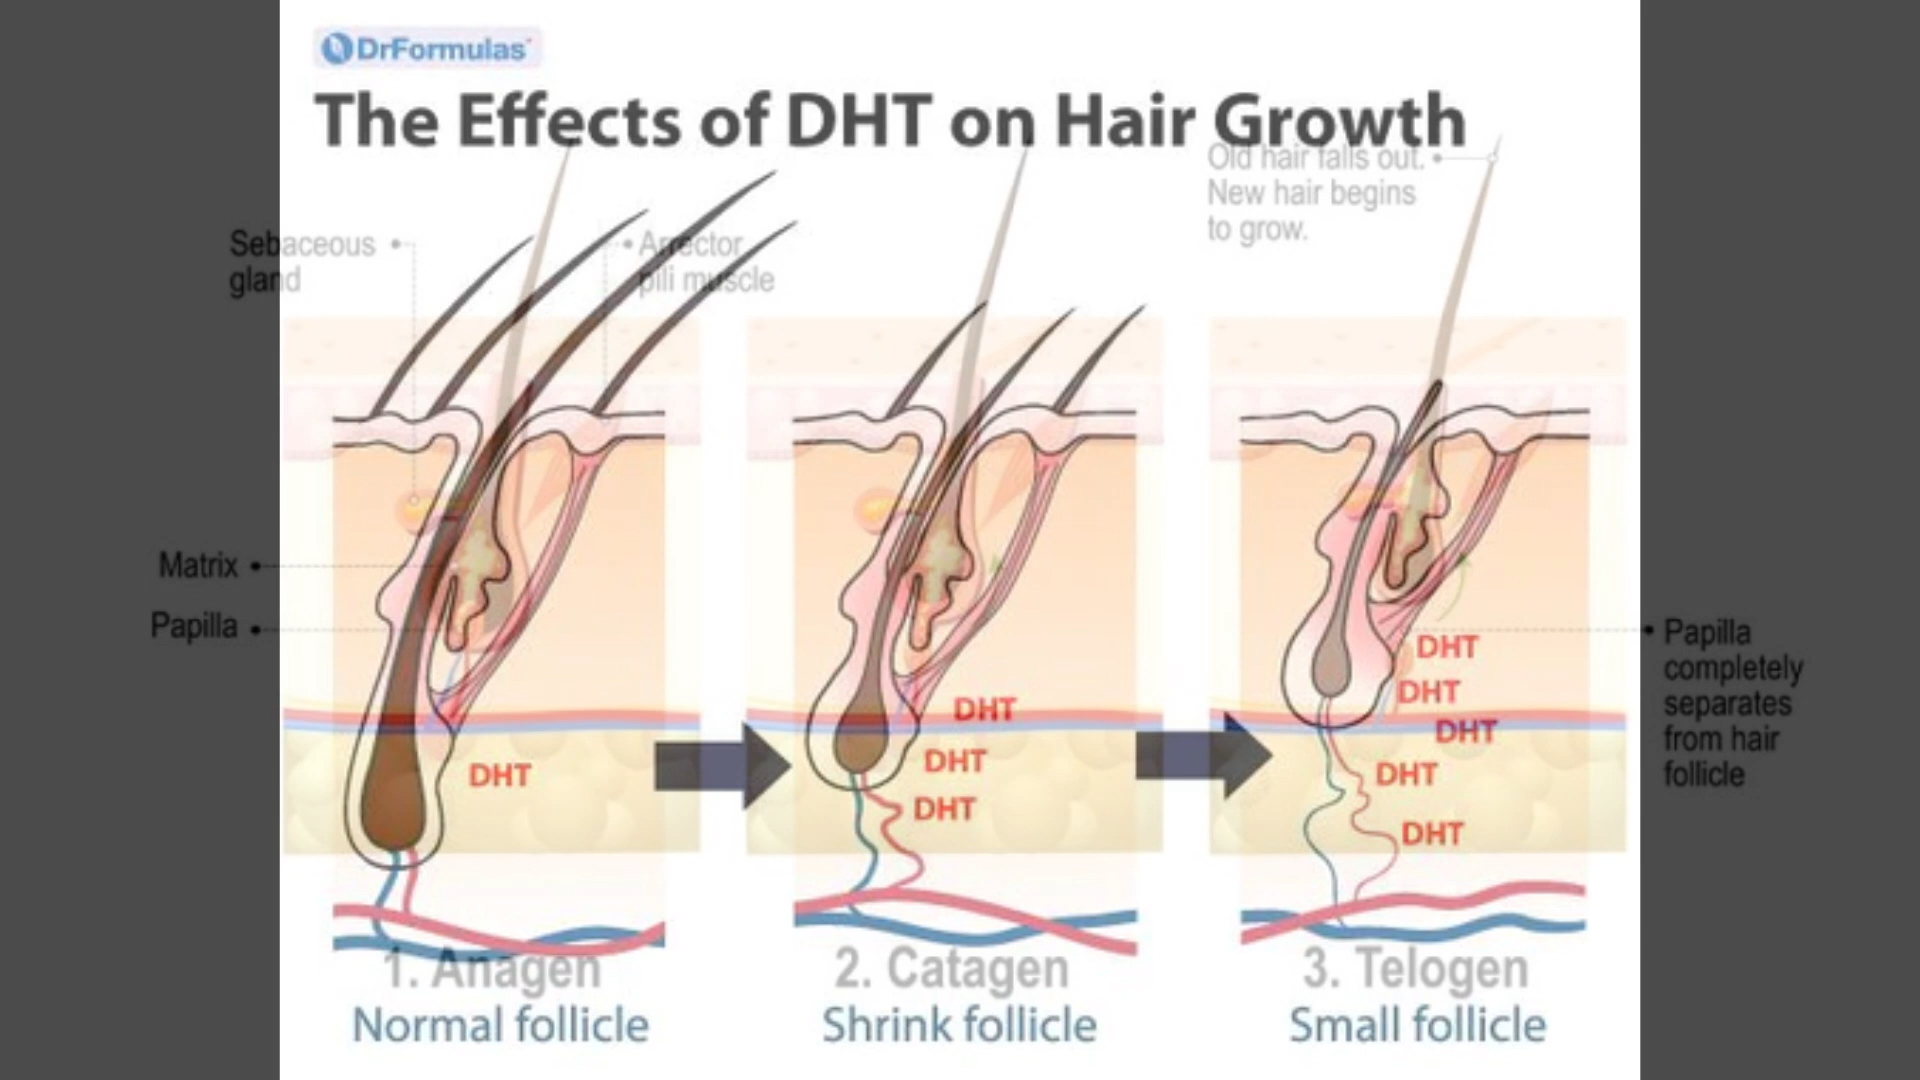 DrFormulas
The Effects of DHT on Hair Growth
Old hair falls out.
New hair begins
to grow.
Sebaceous
gland
Arrector
pili muscle
Matrix
Papilla
DHT
DHT
DHT
DHT
DHT
DHT
DHT
DHT
DHT
Papilla
completely
separates
from hair
follicle
1. Anagen
2. Catagen
3. Telogen
Normal follicle
Shrink follicle
Small follicle